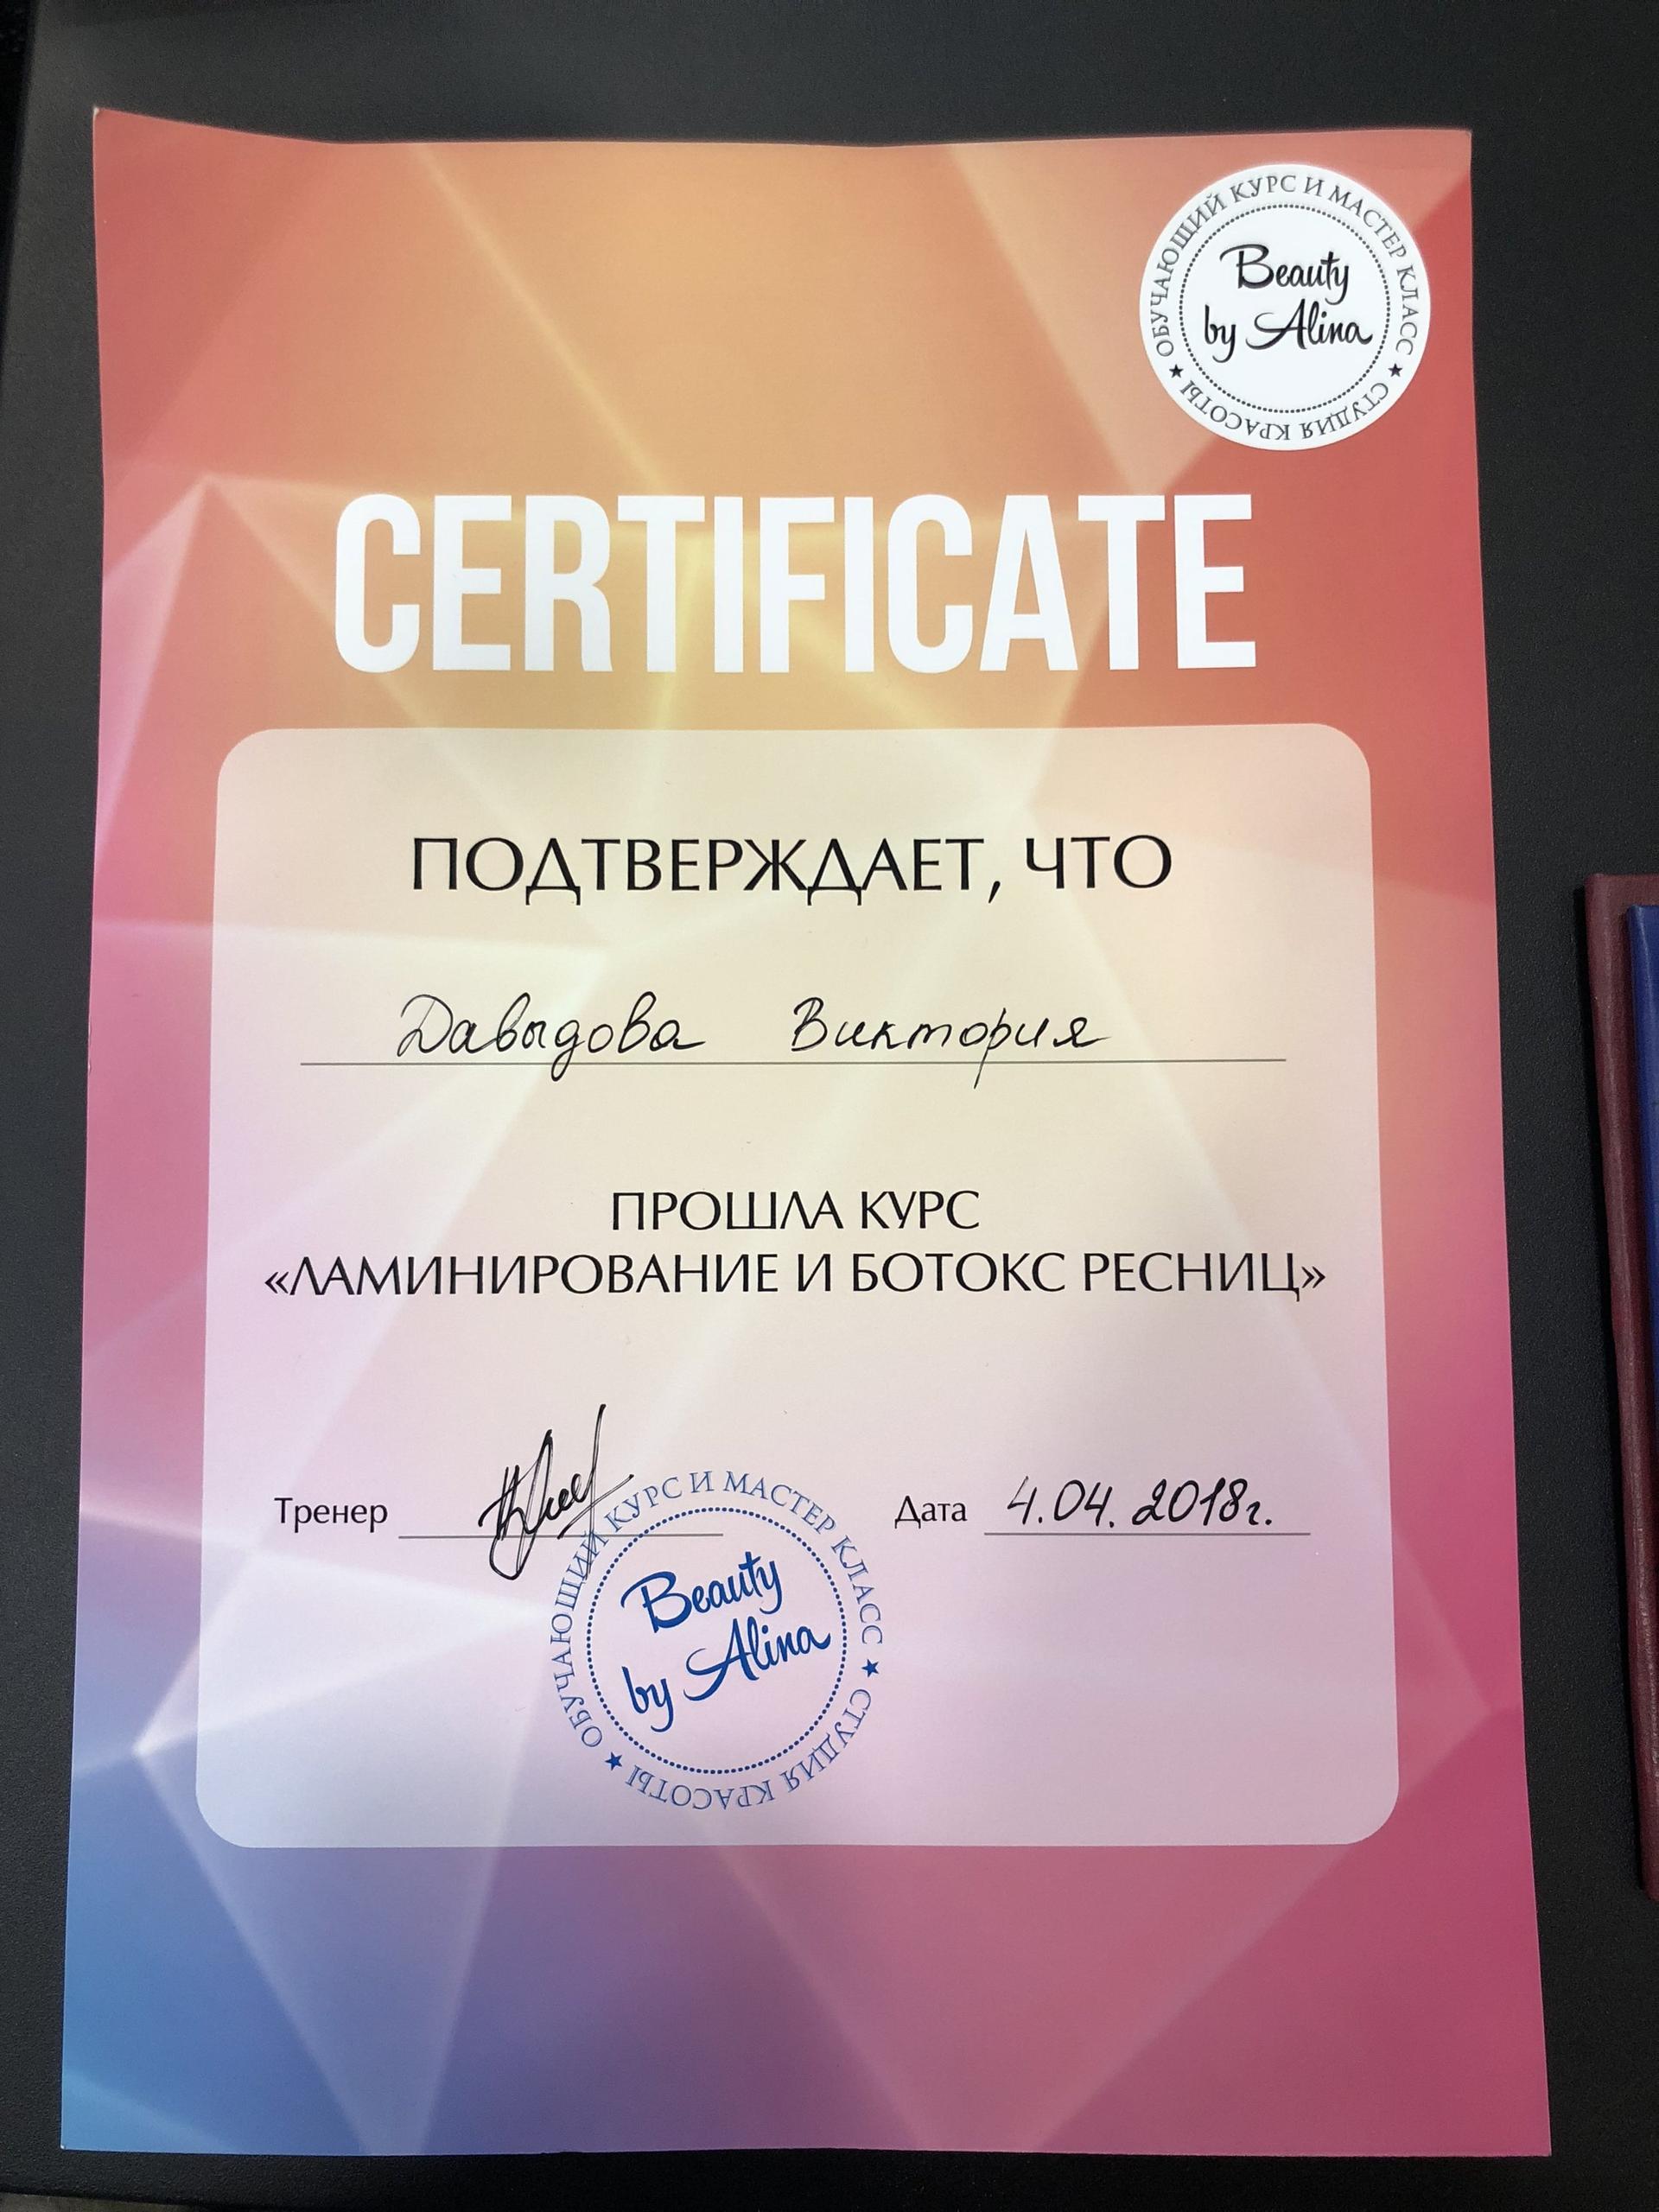 ОБУЧАЮЩИЙ КУРС И МАСТЕР КЛАСС ★ СТУДИЯ КРАСОТЫ ★
Beauty
by Alina
CERTIFICATE
ПОДТВЕРЖДАЕТ, ЧТО
Давыдова Виктория
ПРОШЛА КУРС
«ЛАМИНИРОВАНИЕ И БОТОКС РЕСНИЦ»
Тренер Дата 4.04.2018г.
ОБУЧАЮЩИЙ КУРС И МАСТЕР КЛАСС ★ СТУДИЯ КРАСОТЫ ★
Beauty
by Alina